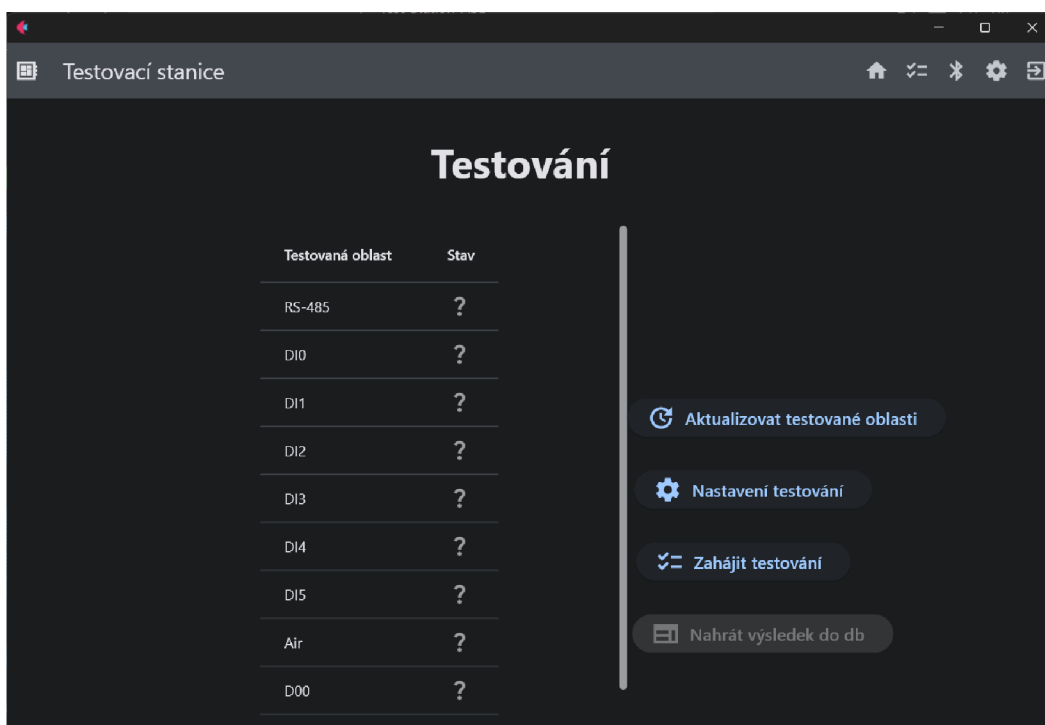 Testovací stanice
Testování
Testovaná oblast Stav
RS-485 ?
DI0 ?
DI1 ?
DI2 ?
DI3 ?
DI4 ?
DI5 ?
Air ?
D00 ?
Aktualizovat testované oblasti
Nastavení testování
Zahájit testování
Nahrát výsledek do db